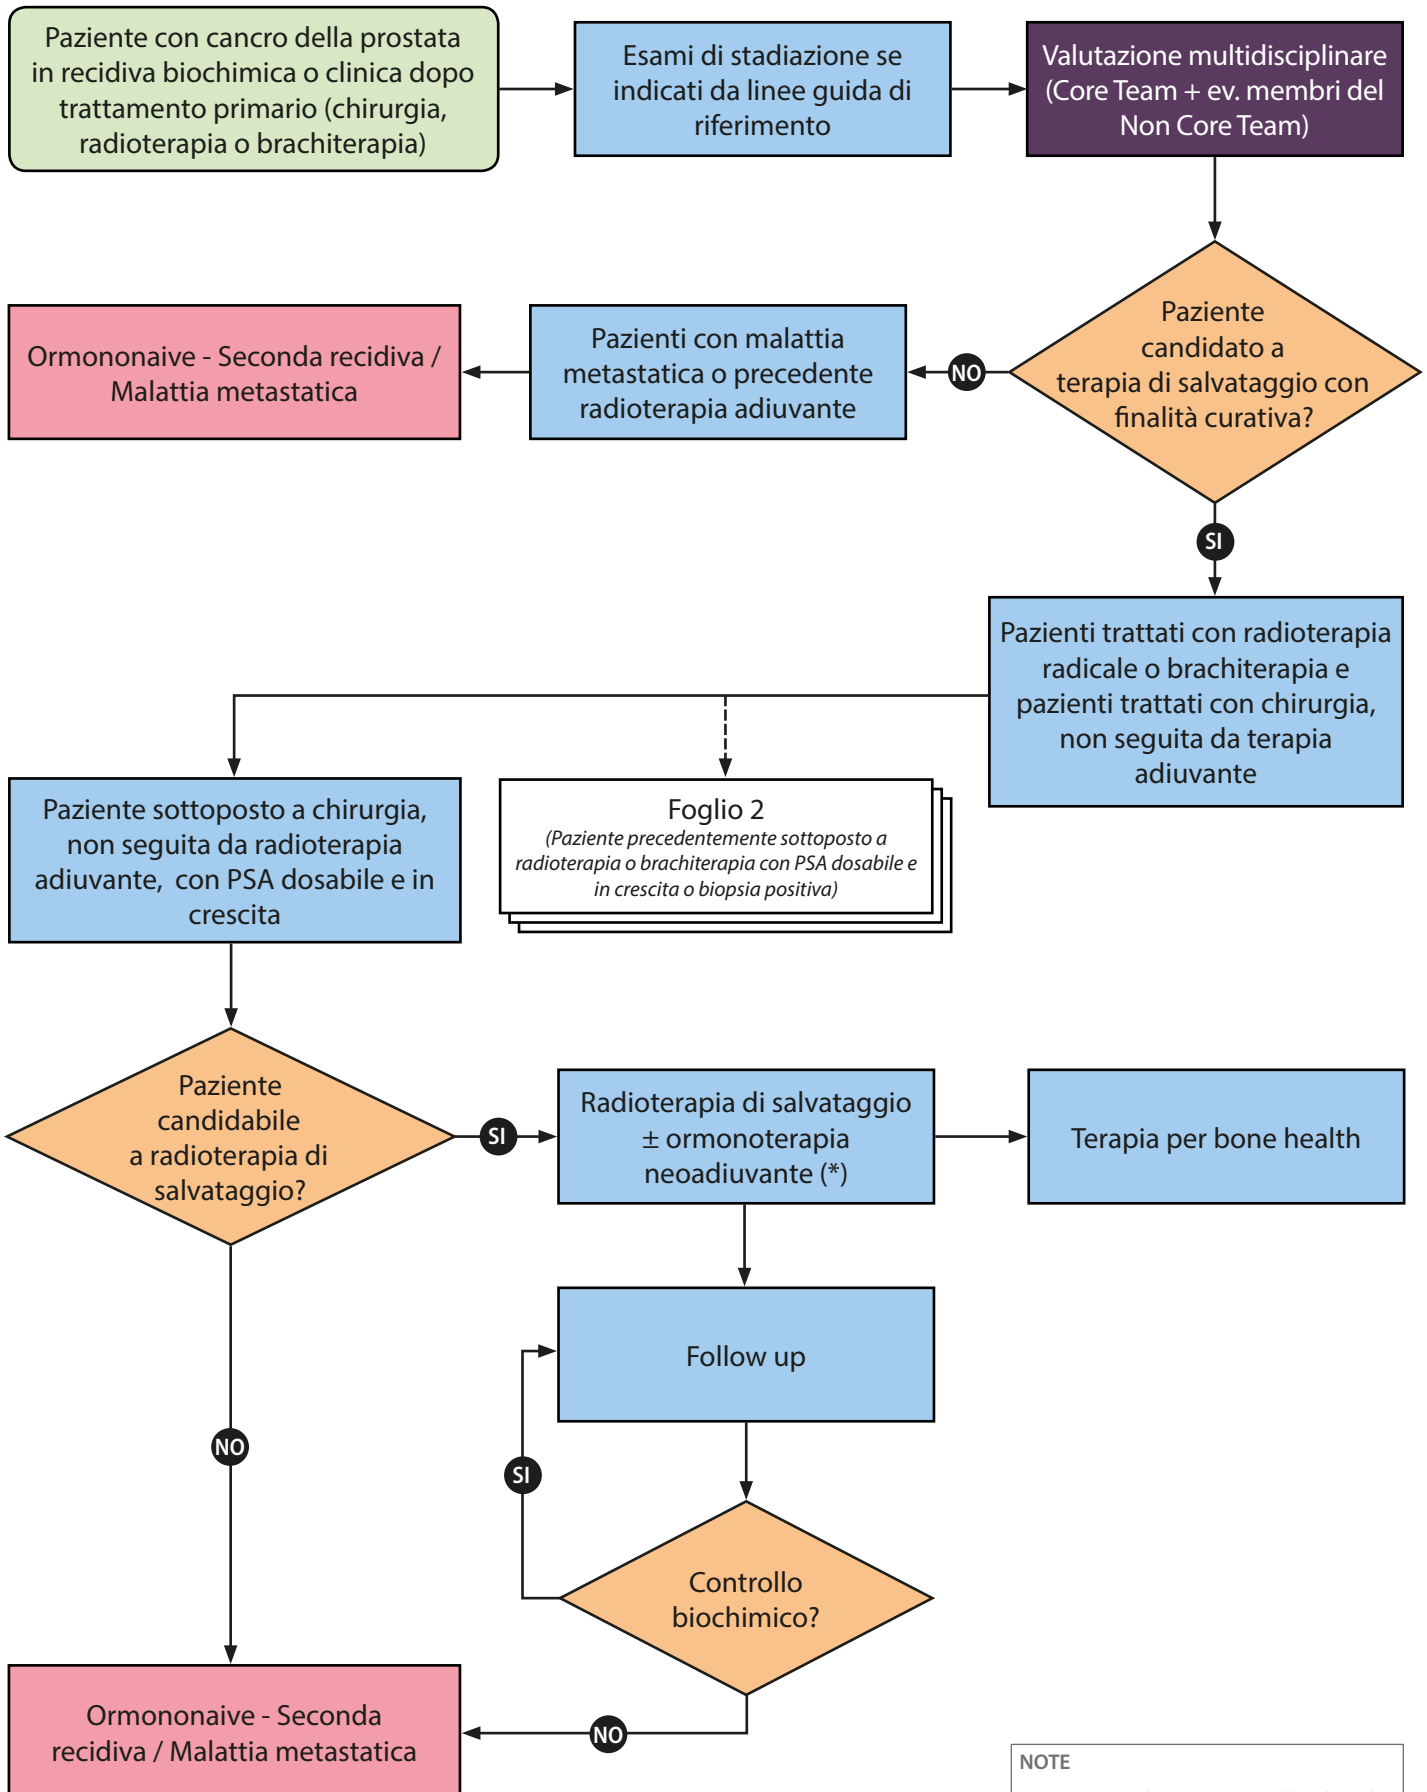 Paziente con cancro della prostata
in recidiva biochimica o clinica dopo
trattamento primario (chirurgia,
radioterapia o brachiterapia)
Esami di stadiazione se
indicati da linee guida di
riferimento
Valutazione multidisciplinare
(Core Team + ev. membri del
Non Core Team)
Paziente
candidato a
terapia di salvataggio con
finalità curativa?
NO
Pazienti con malattia
metastatica o precedente
radioterapia adiuvante
Ormononaive - Seconda recidiva /
Malattia metastatica
SI
Pazienti trattati con radioterapia
radicale o brachiterapia e
pazienti trattati con chirurgia,
non seguita da terapia
adiuvante
Paziente sottoposto a chirurgia,
non seguita da radioterapia
adiuvante, con PSA dosabile e in
crescita
Foglio 2
(Paziente precedentemente sottoposto a
radioterapia o brachiterapia con PSA dosabile e
in crescita o biopsia positiva)
Paziente
candidabile
a radioterapia di
salvataggio?
SI
Radioterapia di salvataggio
± ormonoterapia
neoadiuvante (*)
Terapia per bone health
Follow up
NO
SI
Controllo
biochimico?
NO
Ormononaive - Seconda
recidiva / Malattia metastatica
NOTE